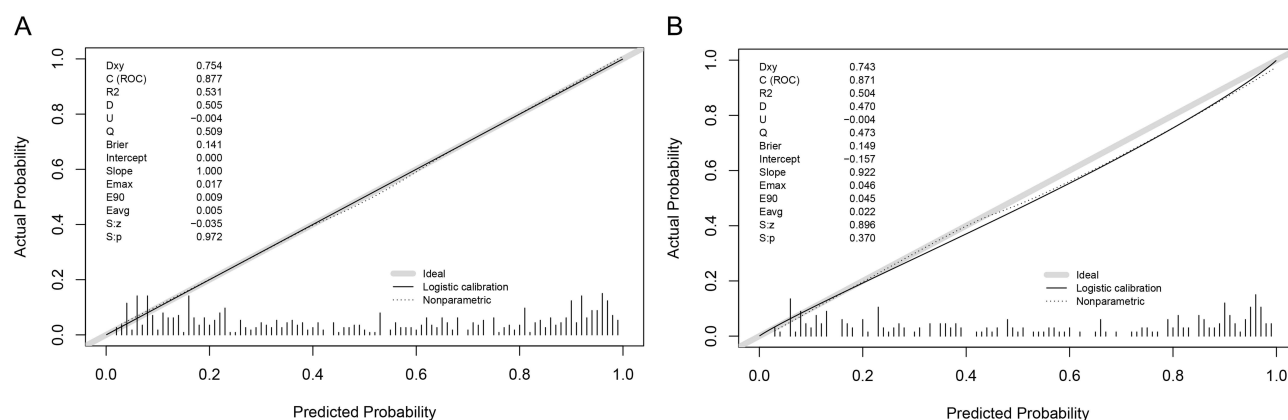 A
Actual Probability
1.0
0.8
0.6
0.4
0.2
0.0
Dxy 0.754
C (ROC) 0.877
R2 0.531
D 0.505
U −0.004
Q 0.509
Brier 0.141
Intercept 0.000
Slope 1.000
Emax 0.017
E90 0.009
Eavg 0.005
S:z −0.035
S:p 0.972
Ideal
Logistic calibration
Nonparametric
0.0 0.2 0.4 0.6 0.8 1.0
Predicted Probability
B
Actual Probability
1.0
0.8
0.6
0.4
0.2
0.0
Dxy 0.743
C (ROC) 0.871
R2 0.504
D 0.470
U −0.004
Q 0.473
Brier 0.149
Intercept −0.157
Slope 0.922
Emax 0.046
E90 0.045
Eavg 0.022
S:z 0.896
S:p 0.370
Ideal
Logistic calibration
Nonparametric
0.0 0.2 0.4 0.6 0.8 1.0
Predicted Probability